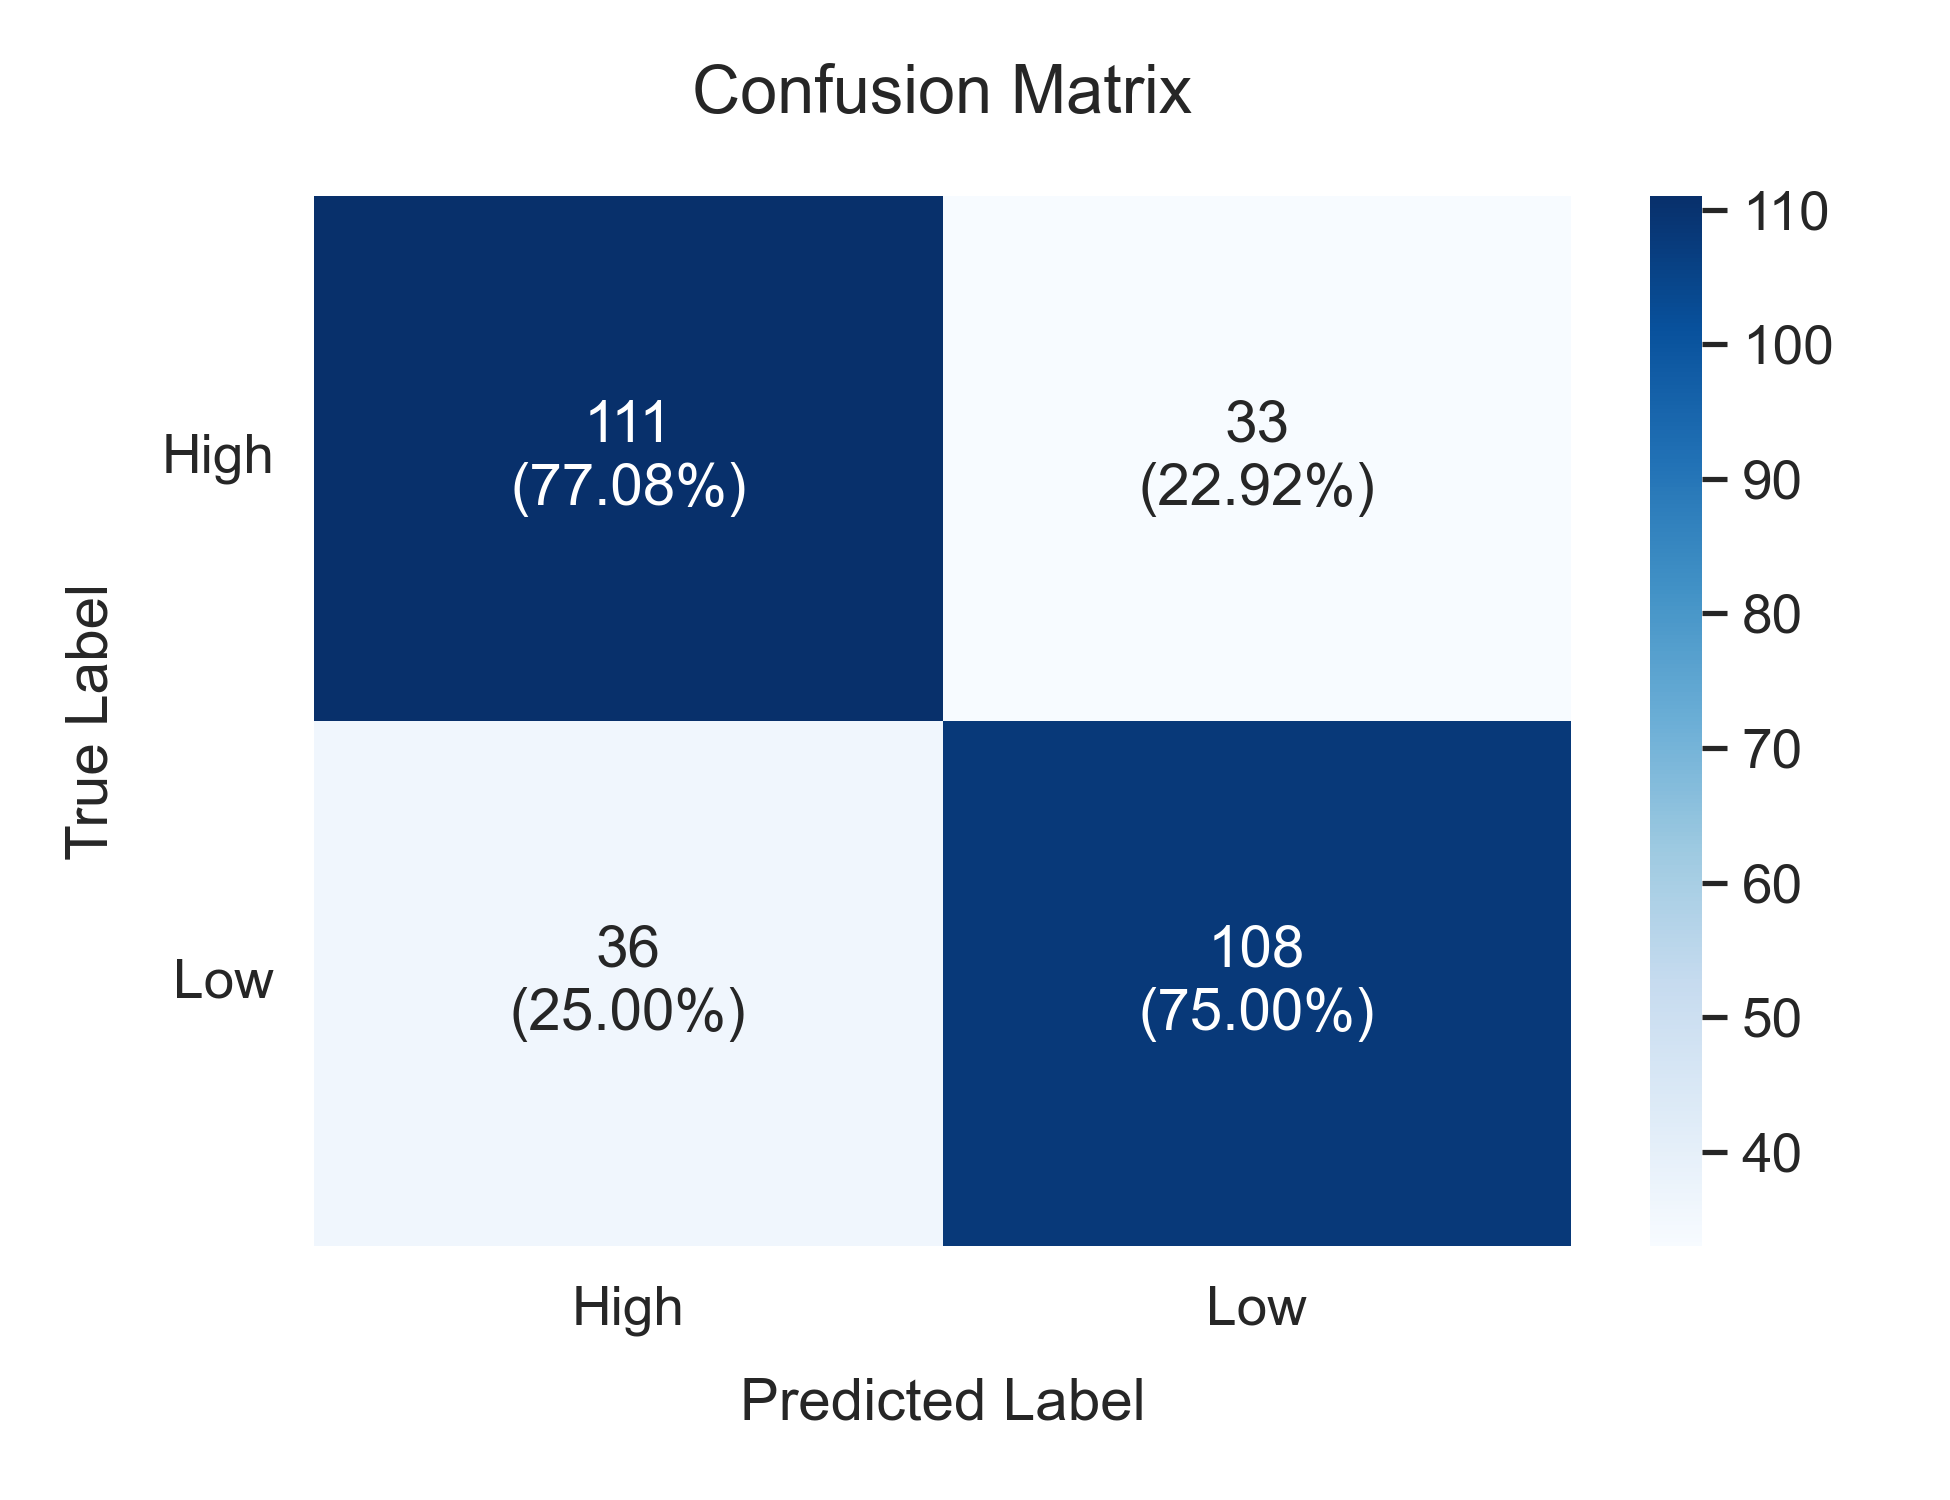 Confusion Matrix
True Label
High
Low
111
(77.08%)
33
(22.92%)
36
(25.00%)
108
(75.00%)
High
Low
Predicted Label
110
100
90
80
70
60
50
40